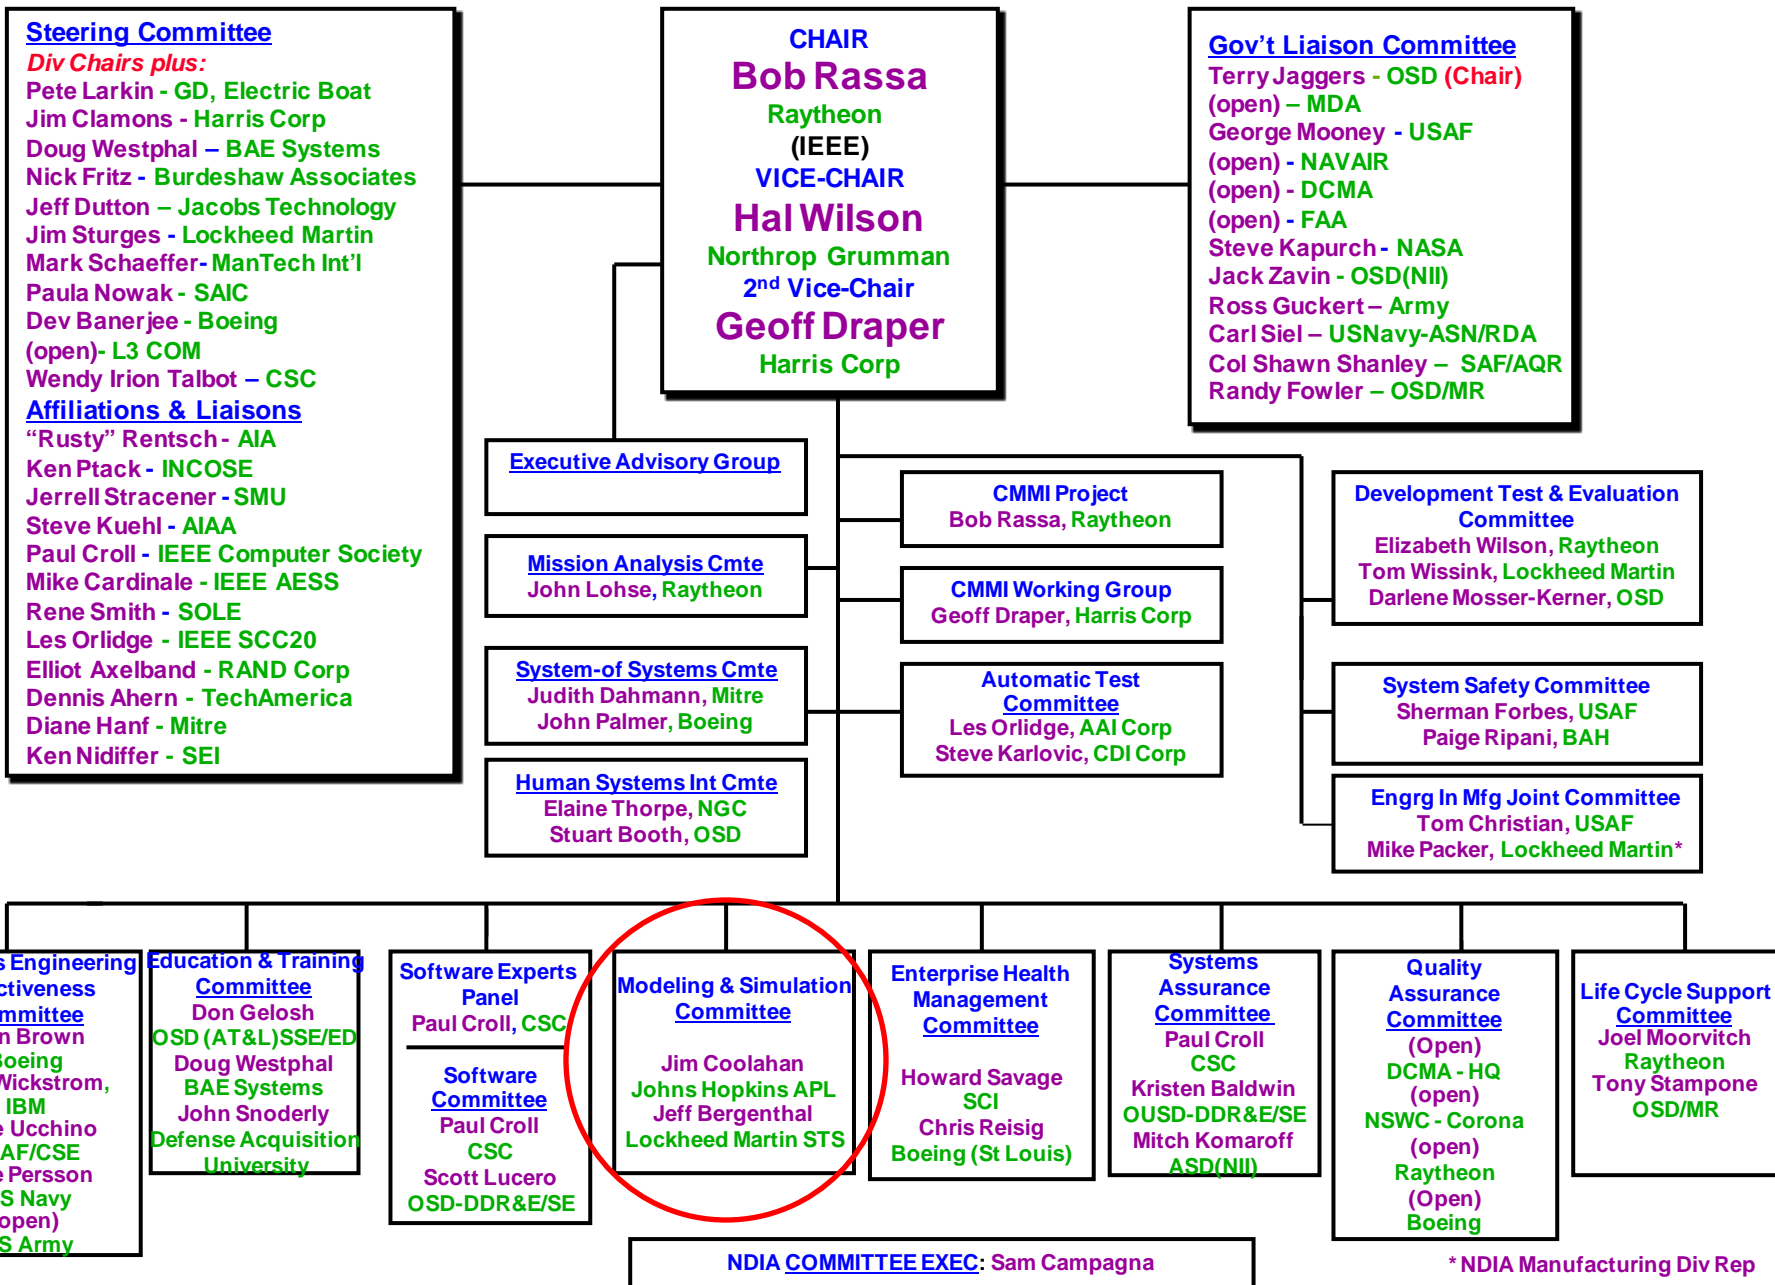 Steering Committee
Div Chairs plus:
Pete Larkin - GD, Electric Boat
Jim Clamons - Harris Corp
Doug Westphal – BAE Systems
Nick Fritz - Burdeshaw Associates
Jeff Dutton – Jacobs Technology
Jim Sturges - Lockheed Martin
Mark Schaeffer- ManTech Int'l
Paula Nowak - SAIC
Dev Banerjee - Boeing
(open)- L3 COM
Wendy Irion Talbot – CSC
Affiliations & Liaisons
“Rusty” Rentsch - AIA
Ken Ptack - INCOSE
Jerrell Stracener - SMU
Steve Kuehl - AIAA
Paul Croll - IEEE Computer Society
Mike Cardinale - IEEE AESS
Rene Smith - SOLE
Les Orlidge - IEEE SCC20
Elliot Axelband - RAND Corp
Dennis Ahern - TechAmerica
Diane Hanf - Mitre
Ken Nidiffer - SEI
CHAIR
Bob Rassa
Raytheon
(IEEE)
VICE-CHAIR
Hal Wilson
Northrop Grumman
2nd Vice-Chair
Geoff Draper
Harris Corp
Gov't Liaison Committee
Terry Jaggers - OSD (Chair)
(open) – MDA
George Mooney - USAF
(open) - NAVAIR
(open) - DCMA
(open) - FAA
Steve Kapurch - NASA
Jack Zavin - OSD(NII)
Ross Guckert – Army
Carl Siel – USNavy-ASN/RDA
Col Shawn Shanley – SAF/AQR
Randy Fowler – OSD/MR
Executive Advisory Group
Mission Analysis Cmte
John Lohse, Raytheon
System-of Systems Cmte
Judith Dahmann, Mitre
John Palmer, Boeing
Human Systems Int Cmte
Elaine Thorpe, NGC
Stuart Booth, OSD
CMMI Project
Bob Rassa, Raytheon
CMMI Working Group
Geoff Draper, Harris Corp
Automatic Test
Committee
Les Orlidge, AAI Corp
Steve Karlovic, CDI Corp
Development Test & Evaluation
Committee
Elizabeth Wilson, Raytheon
Tom Wissink, Lockheed Martin
Darlene Mosser-Kerner, OSD
System Safety Committee
Sherman Forbes, USAF
Paige Ripani, BAH
Engrg In Mfg Joint Committee
Tom Christian, USAF
Mike Packer, Lockheed Martin*
s Engineering
ctiveness
mmittee
n Brown
Boeing
Wickstrom,
IBM
e Ucchino
AF/CSE
e Persson
S Navy
open)
S Army
Education & Training
Committee
Don Gelosh
OSD (AT&L)SSE/ED
Doug Westphal
BAE Systems
John Snoderly
Defense Acquisition
University
Software Experts
Panel
Paul Croll, CSC
Software
Committee
Paul Croll
CSC
Scott Lucero
OSD-DDR&E/SE
Modeling & Simulation
Committee
Jim Coolahan
Johns Hopkins APL
Jeff Bergenthal
Lockheed Martin STS
Enterprise Health
Management
Committee
Howard Savage
SCI
Chris Reisig
Boeing (St Louis)
Systems
Assurance
Committee
Paul Croll
CSC
Kristen Baldwin
OUSD-DDR&E/SE
Mitch Komaroff
ASD(NII)
Quality
Assurance
Committee
(Open)
DCMA - HQ
(open)
NSWC - Corona
(open)
Raytheon
(Open)
Boeing
Life Cycle Support
Committee
Joel Moorvitch
Raytheon
Tony Stampone
OSD/MR
NDIA COMMITTEE EXEC: Sam Campagna
* NDIA Manufacturing Div Rep